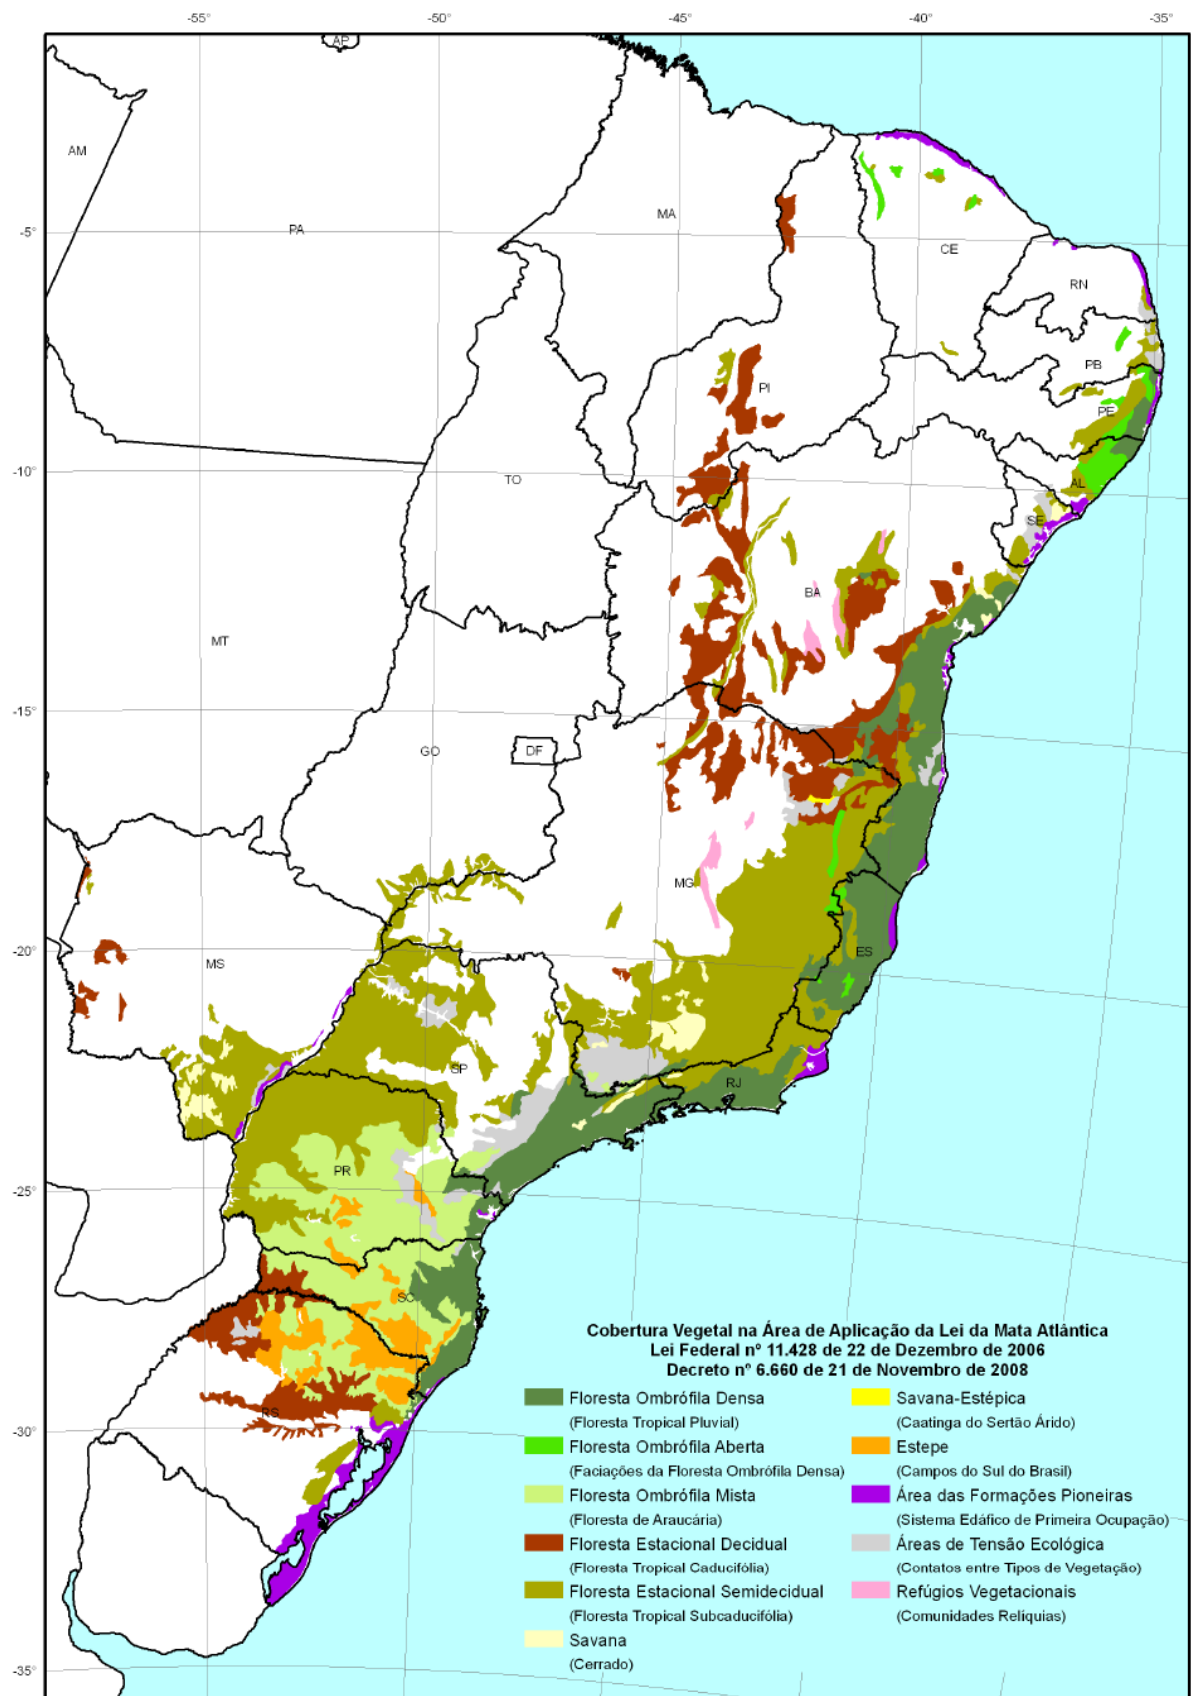 -55° -50° -45° -40° -35°
AP
AM
PA
MA
-5°
CE
RN
PB
PI
PE
-10°
TO
AL
SE
BA
MT
-15°
GO
DF
MG
-20°
MS
ES
SP
RJ
PR
-25°
SC
RS
-30°
-35°
Cobertura Vegetal na Área de Aplicação da Lei da Mata Atlântica
Lei Federal nº 11.428 de 22 de Dezembro de 2006
Decreto nº 6.660 de 21 de Novembro de 2008
Floresta Ombrófila Densa
(Floresta Tropical Pluvial)
Floresta Ombrófila Aberta
(Faciações da Floresta Ombrófila Densa)
Floresta Ombrófila Mista
(Floresta de Araucária)
Floresta Estacional Decidual
(Floresta Tropical Caducifólia)
Floresta Estacional Semidecidual
(Floresta Tropical Subcaducifólia)
Savana
(Cerrado)
Savana-Estépica
(Caatinga do Sertão Árido)
Estepe
(Campos do Sul do Brasil)
Área das Formações Pioneiras
(Sistema Edáfico de Primeira Ocupação)
Áreas de Tensão Ecológica
(Contatos entre Tipos de Vegetação)
Refúgios Vegetacionais
(Comunidades Relíquias)